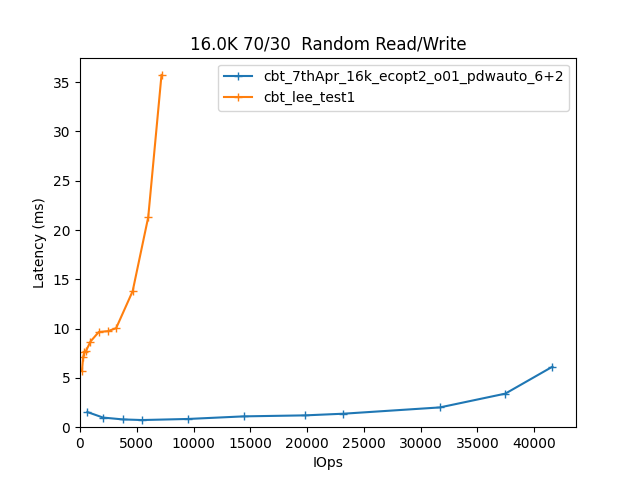 16.0K 70/30  Random Read/Write
cbt_7thApr_16k_ecopt2_o01_pdwauto_6+2
cbt_lee_test1
35
30
25
20
15
10
5
0
Latency (ms)
0 5000 10000 15000 20000 25000 30000 35000 40000
IOps